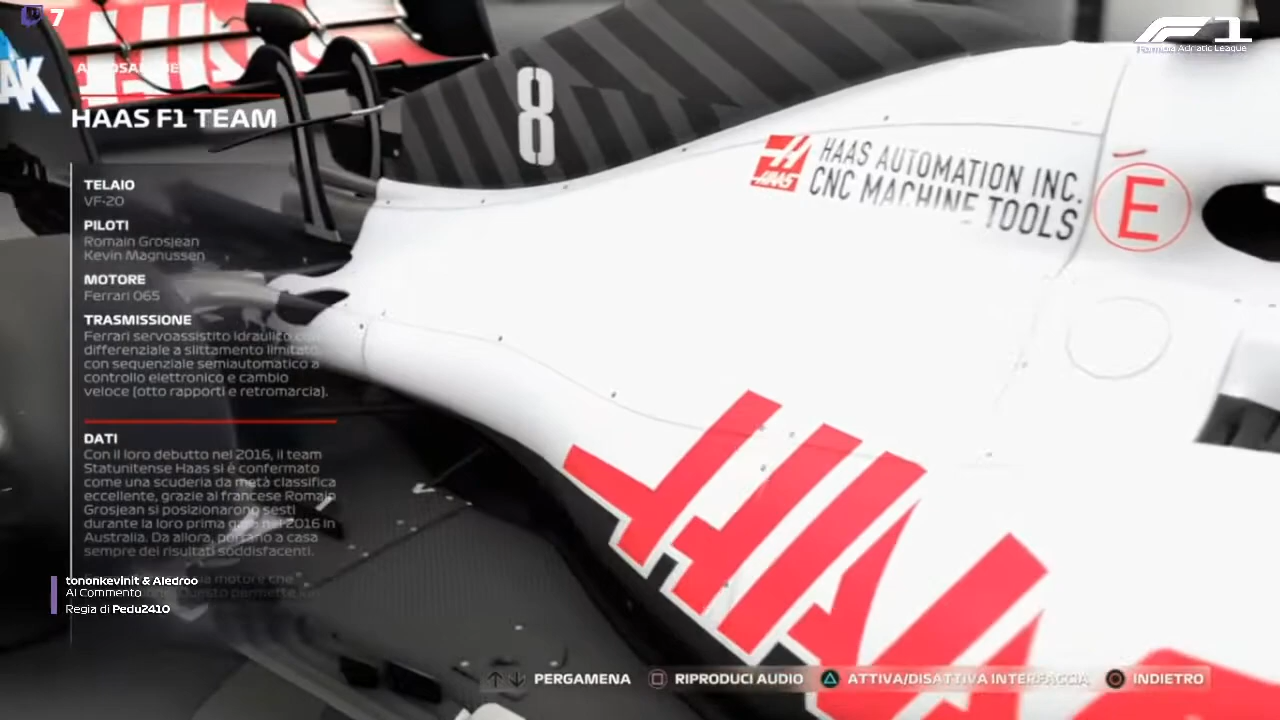 7
F1
Formula Adriatic League
AK
HAAS F1 TEAM
8
HAAS
HAAS AUTOMATION INC.
CNC MACHINE TOOLS
E
TELAIO
VF-20
PILOTI
Romain Grosjean
Kevin Magnussen
MOTORE
Ferrari 065
TRASMISSIONE
Ferrari servoassistito idraulico con
differenziale a slittamento limitato
con sequenziale semiautomatico a
controllo elettronico e cambio
veloce (otto rapporti e retromarcia).
DATI
Con il loro debutto nel 2016, il team
Statunitense Haas si è confermato
come una scuderia da metà classifica
eccellente, grazie al francese Romain
Grosjean si posizionarono sesti
durante la loro prima gara nel 2016 in
Australia. Da allora, portano a casa
sempre dei risultati soddisfacenti.
motore che
tononkevinit & Aledroo
Al Commento
Regia di Pedu2410
PERGAMENA
RIPRODUCI AUDIO
ATTIVA/DISATTIVA INTERFACCIA
INDIETRO